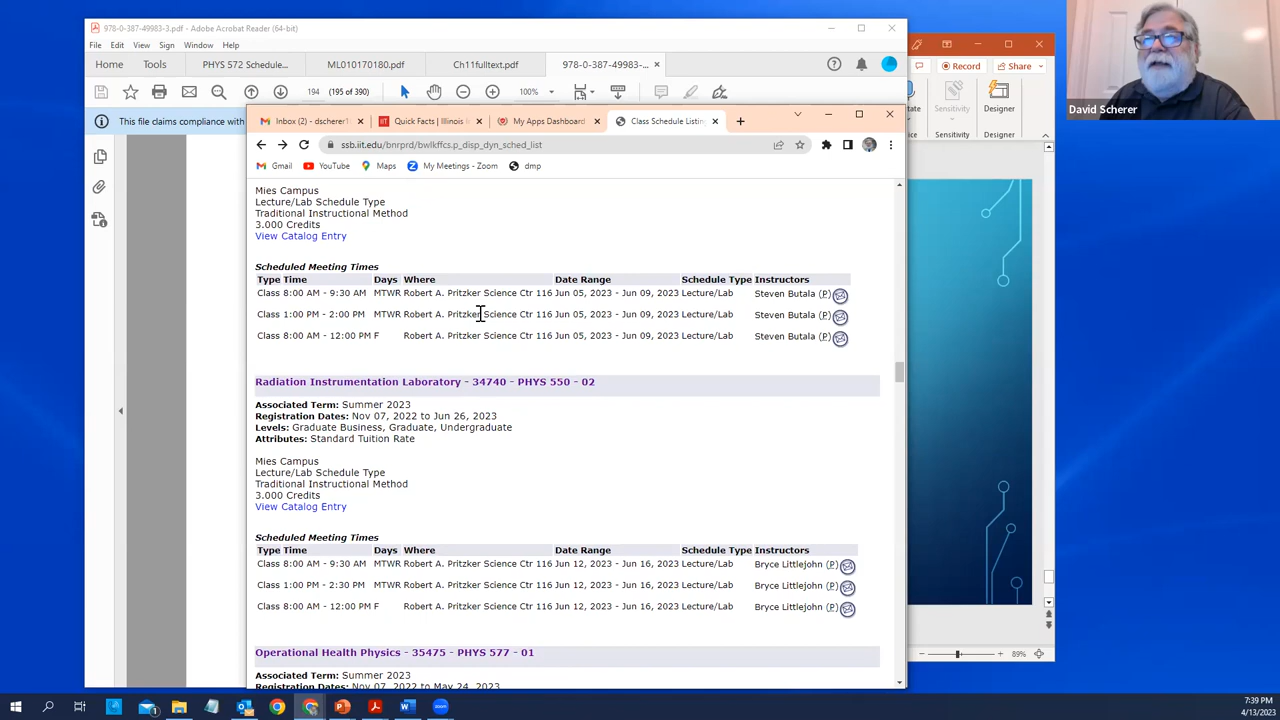 978-0-387-49983-3.pdf - Adobe Acrobat Reader (64-bit)
File Edit View Sign Window Help
Home Tools PHYS 572 Schedule... ML010170180.pdf Ch11fulltext.pdf 978-0-387-49983-... ×
194 (195 of 390) 100%
This file claims compliance with
Record Share
Sensitivity Designer
Sensitivity Designer
David Scherer
Inbox (2) - dscherer1 Quick Facts | Illinois My Apps Dashboard Class Schedule Listin
ssb.iit.edu/bnrprd/bwlkffcs.p_disp_dyn_sched_list
Gmail YouTube Maps My Meetings - Zoom dmp
Mies Campus
Lecture/Lab Schedule Type
Traditional Instructional Method
3.000 Credits
View Catalog Entry
Scheduled Meeting Times
Type Time Days Where Date Range Schedule Type Instructors
Class 8:00 AM - 9:30 AM MTWR Robert A. Pritzker Science Ctr 116 Jun 05, 2023 - Jun 09, 2023 Lecture/Lab Steven Butala (P)
Class 1:00 PM - 2:00 PM MTWR Robert A. Pritzker Science Ctr 116 Jun 05, 2023 - Jun 09, 2023 Lecture/Lab Steven Butala (P)
Class 8:00 AM - 12:00 PM F Robert A. Pritzker Science Ctr 116 Jun 05, 2023 - Jun 09, 2023 Lecture/Lab Steven Butala (P)
Radiation Instrumentation Laboratory - 34740 - PHYS 550 - 02
Associated Term: Summer 2023
Registration Dates: Nov 07, 2022 to Jun 26, 2023
Levels: Graduate Business, Graduate, Undergraduate
Attributes: Standard Tuition Rate
Mies Campus
Lecture/Lab Schedule Type
Traditional Instructional Method
3.000 Credits
View Catalog Entry
Scheduled Meeting Times
Type Time Days Where Date Range Schedule Type Instructors
Class 8:00 AM - 9:30 AM MTWR Robert A. Pritzker Science Ctr 116 Jun 12, 2023 - Jun 16, 2023 Lecture/Lab Bryce Littlejohn (P)
Class 1:00 PM - 2:30 PM MTWR Robert A. Pritzker Science Ctr 116 Jun 12, 2023 - Jun 16, 2023 Lecture/Lab Bryce Littlejohn (P)
Class 8:00 AM - 12:00 PM F Robert A. Pritzker Science Ctr 116 Jun 12, 2023 - Jun 16, 2023 Lecture/Lab Bryce Littlejohn (P)
Operational Health Physics - 35475 - PHYS 577 - 01
Associated Term: Summer 2023
Registration Dates: Nov 07, 2022 to May 24, 2023
89%
7:39 PM
4/13/2023